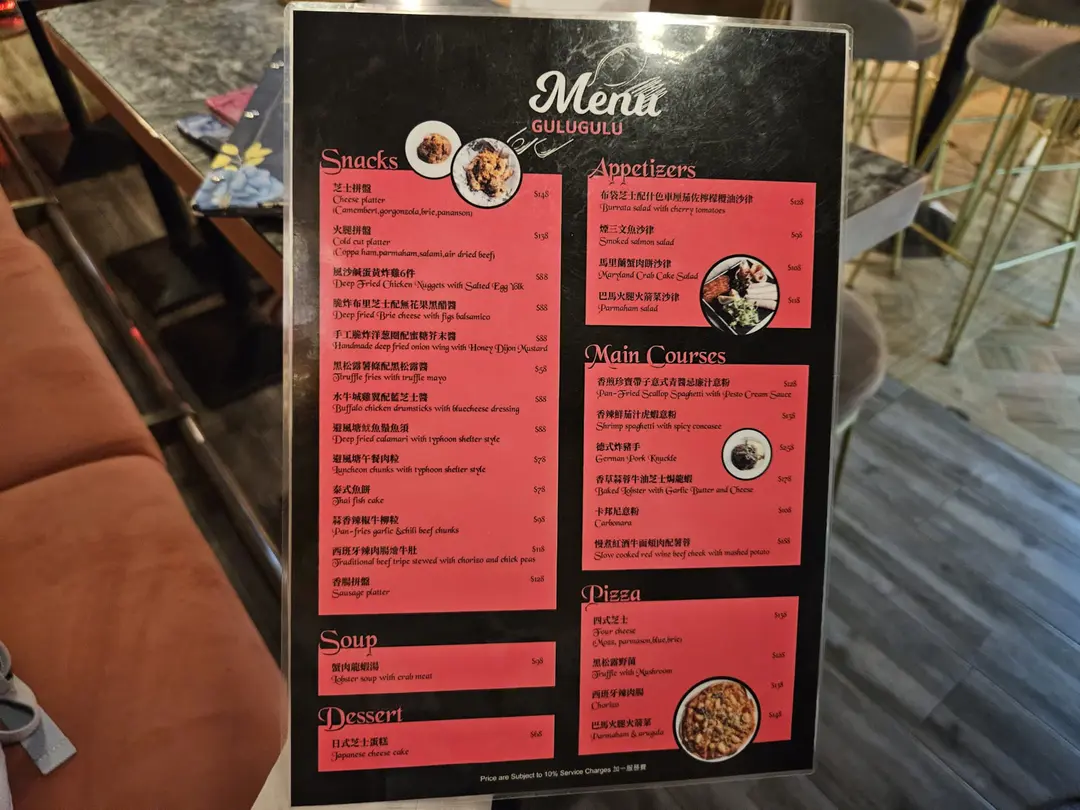 Menu
GULUGULU
Snacks
芝士拼盤
Cheese platter $148
(Camembert,gorgonzola,brie,pananson)
火腿拼盤
Cold cut platter $138
(Coppa ham,parmaham,salami,air dried beef)
風沙鹹蛋黃炸雞6件
Deep Fried Chicken Nuggets with Salted Egg Yolk $88
脆炸布里芝士配無花果黑醋醬
Deep fried Brie cheese with figs balsamico $88
手工脆炸洋蔥圈配蜜糖芥末醬
Handmade deep fried onion wing with Honey Dijon Mustard $88
黑松露薯條配黑松露醬
Truffle fries with truffle mayo $58
水牛城雞翼配藍芝士醬
Buffalo chicken drumsticks with bluecheese dressing $88
避風塘魷魚鬚魚須
Deep fried calamari with typhoon shelter style $88
避風塘午餐肉粒
Luncheon chunks with typhoon shelter style $78
泰式魚餅
Thai fish cake $78
蒜香辣椒牛柳粒
Pan-fries garlic &chili beef chunks $98
西班牙辣肉腸燴牛肚
Traditional beef tripe stewed with chorizo and chick peas $118
香腸拼盤
Sausage platter $128
Soup
蟹肉龍蝦湯
Lobster soup with crab meat $98
Dessert
日式芝士蛋糕
Japanese cheese cake $68
Appetizers
布袋芝士配什色車厘茄佐檸檬欖油沙律
Burrata salad with cherry tomatoes $128
煙三文魚沙律
Smoked salmon salad $98
馬里蘭蟹肉餅沙律
Maryland Crab Cake Salad $108
巴馬火腿火箭菜沙律
Parmaham salad $118
Main Courses
香煎珍寶帶子意式青醬忌廉汁意粉
Pan-Fried Scallop Spaghetti with Pesto Cream Sauce $128
香辣鮮茄汁虎蝦意粉
Shrimp spaghetti with spicy concasee $138
德式炸豬手
German Pork Knuckle $258
香草蒜蓉牛油芝士焗龍蝦
Baked Lobster with Garlic Butter and Cheese $178
卡邦尼意粉
Carbonara $108
慢煮紅酒牛面頰肉配薯蓉
Slow cooked red wine beef cheek with mashed potato $168
Pizza
四式芝士 $138
Four cheese
(Mozz, parmason,blue,brie)
黑松露野菌 $128
Truffle with Mushroom
西班牙辣肉腸 $138
Chorizo
巴馬火腿火箭菜 $148
Parmaham & arugula
Price are Subject to 10% Service Charges 加一服務費